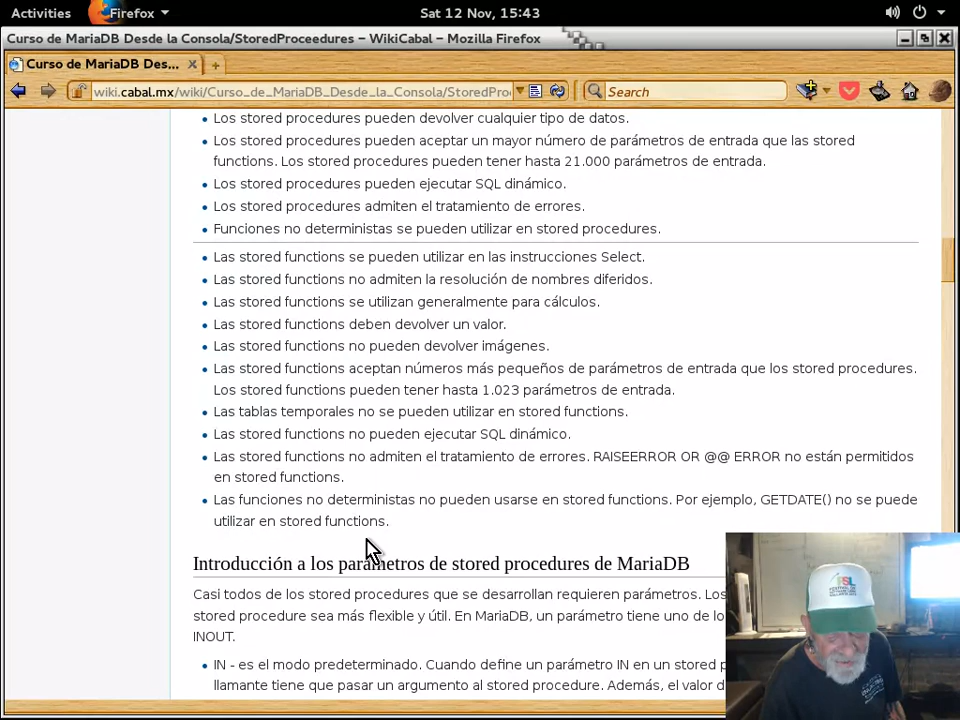 Activities Firefox Sat 12 Nov, 15:43
Curso de MariaDB Desde la Consola/StoredProceedures – WikiCabal – Mozilla Firefox
Curso de MariaDB Des...
wiki.cabal.mx/wiki/Curso_de_MariaDB_Desde_la_Consola/StoredPro Search
Los stored procedures pueden devolver cualquier tipo de datos.
Los stored procedures pueden aceptar un mayor número de parámetros de entrada que las stored
functions. Los stored procedures pueden tener hasta 21.000 parámetros de entrada.
Los stored procedures pueden ejecutar SQL dinámico.
Los stored procedures admiten el tratamiento de errores.
Funciones no deterministas se pueden utilizar en stored procedures.
Las stored functions se pueden utilizar en las instrucciones Select.
Las stored functions no admiten la resolución de nombres diferidos.
Las stored functions se utilizan generalmente para cálculos.
Las stored functions deben devolver un valor.
Las stored functions no pueden devolver imágenes.
Las stored functions aceptan números más pequeños de parámetros de entrada que los stored procedures.
Los stored functions pueden tener hasta 1.023 parámetros de entrada.
Las tablas temporales no se pueden utilizar en stored functions.
Las stored functions no pueden ejecutar SQL dinámico.
Las stored functions no admiten el tratamiento de errores. RAISEERROR OR @@ ERROR no están permitidos
en stored functions.
Las funciones no deterministas no pueden usarse en stored functions. Por ejemplo, GETDATE() no se puede
utilizar en stored functions.
Introducción a los parámetros de stored procedures de MariaDB
Casi todos de los stored procedures que se desarrollan requieren parámetros. Los
stored procedure sea más flexible y útil. En MariaDB, un parámetro tiene uno de lo
INOUT.
IN - es el modo predeterminado. Cuando define un parámetro IN en un stored p
llamante tiene que pasar un argumento al stored procedure. Además, el valor d
FSL